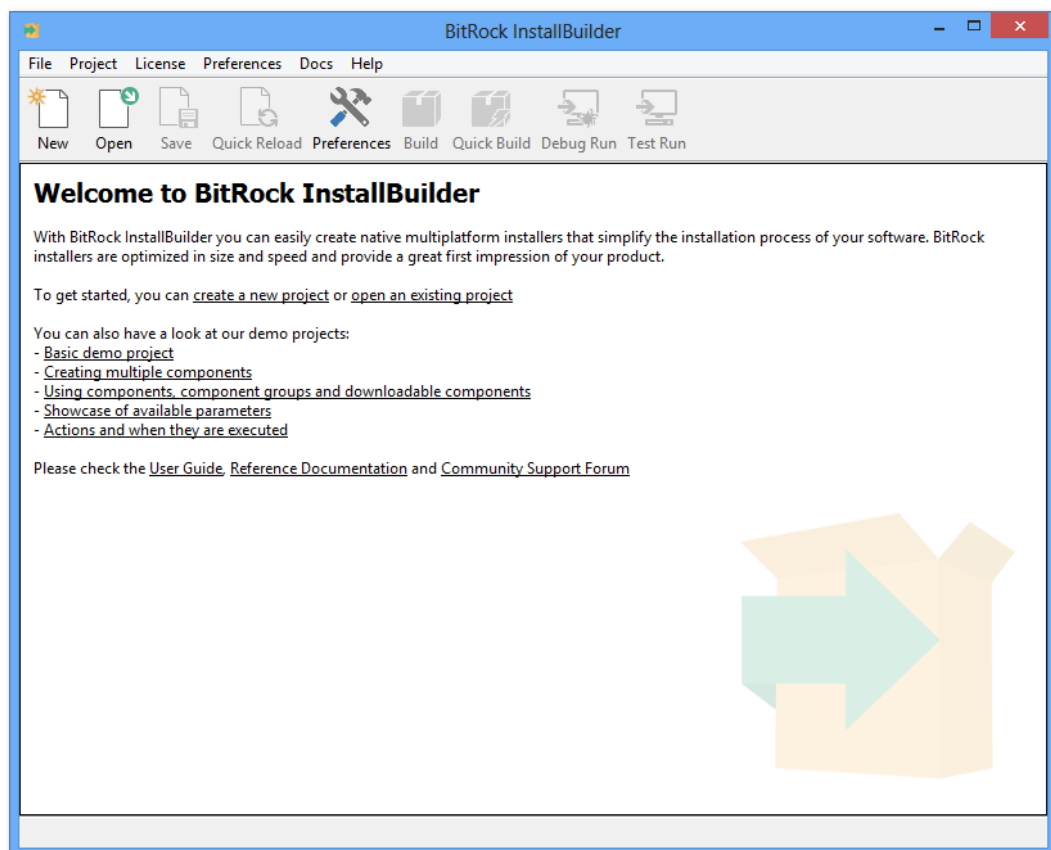 BitRock InstallBuilder
File Project License Preferences Docs Help
New Open Save Quick Reload Preferences Build Quick Build Debug Run Test Run
Welcome to BitRock InstallBuilder
With BitRock InstallBuilder you can easily create native multiplatform installers that simplify the installation process of your software. BitRock
installers are optimized in size and speed and provide a great first impression of your product.
To get started, you can create a new project or open an existing project
You can also have a look at our demo projects:
- Basic demo project
- Creating multiple components
- Using components, component groups and downloadable components
- Showcase of available parameters
- Actions and when they are executed
Please check the User Guide, Reference Documentation and Community Support Forum